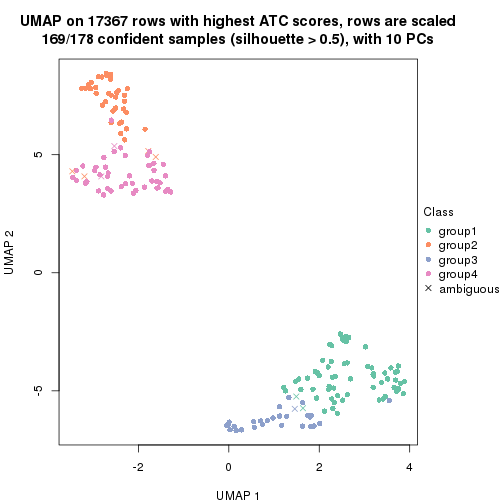 UMAP on 17367 rows with highest ATC scores, rows are scaled
169/178 confident samples (silhouette > 0.5), with 10 PCs
UMAP 2
5
0
-5
-2
0
2
4
UMAP 1
Class
group1
group2
group3
group4
ambiguous